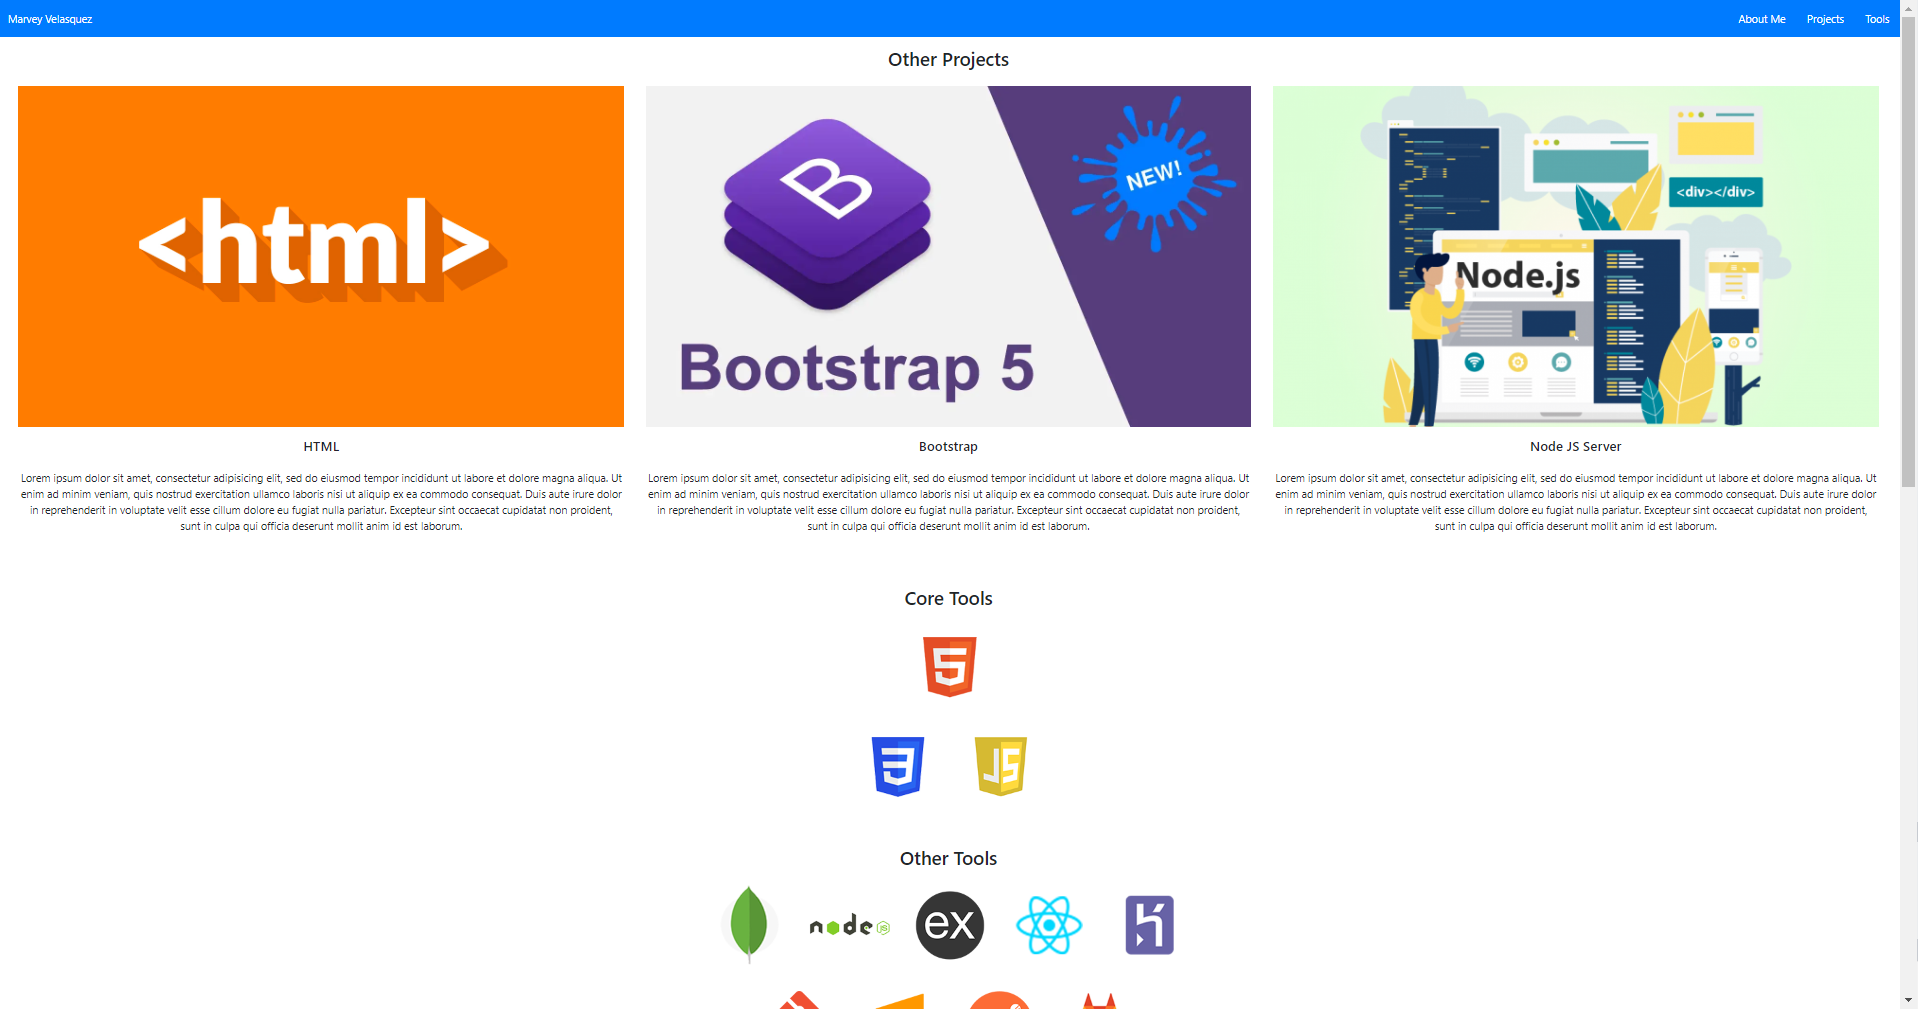 Marvey Velasquez
About Me Projects Tools
Other Projects
<html>
B
NEW!
Bootstrap 5
<div></div>
Node.js
HTML
Bootstrap
Node JS Server
Lorem ipsum dolor sit amet, consectetur adipisicing elit, sed do eiusmod tempor incididunt ut labore et dolore magna aliqua. Ut
enim ad minim veniam, quis nostrud exercitation ullamco laboris nisi ut aliquip ex ea commodo consequat. Duis aute irure dolor
in reprehenderit in voluptate velit esse cillum dolore eu fugiat nulla pariatur. Excepteur sint occaecat cupidatat non proident,
sunt in culpa qui officia deserunt mollit anim id est laborum.
Lorem ipsum dolor sit amet, consectetur adipisicing elit, sed do eiusmod tempor incididunt ut labore et dolore magna aliqua. Ut
enim ad minim veniam, quis nostrud exercitation ullamco laboris nisi ut aliquip ex ea commodo consequat. Duis aute irure dolor
in reprehenderit in voluptate velit esse cillum dolore eu fugiat nulla pariatur. Excepteur sint occaecat cupidatat non proident,
sunt in culpa qui officia deserunt mollit anim id est laborum.
Lorem ipsum dolor sit amet, consectetur adipisicing elit, sed do eiusmod tempor incididunt ut labore et dolore magna aliqua. Ut
enim ad minim veniam, quis nostrud exercitation ullamco laboris nisi ut aliquip ex ea commodo consequat. Duis aute irure dolor
in reprehenderit in voluptate velit esse cillum dolore eu fugiat nulla pariatur. Excepteur sint occaecat cupidatat non proident,
sunt in culpa qui officia deserunt mollit anim id est laborum.
Core Tools
5
3
JS
Other Tools
node JS
ex